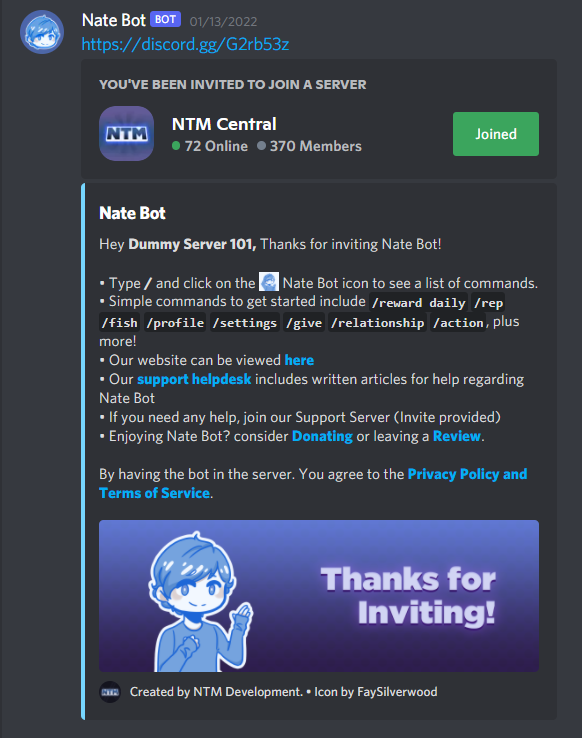 Nate Bot BOT 01/13/2022
https://discord.gg/G2rb53z
YOU'VE BEEN INVITED TO JOIN A SERVER
NTM
NTM Central
72 Online 370 Members
Joined
Nate Bot
Hey Dummy Server 101, Thanks for inviting Nate Bot!
• Type / and click on the Nate Bot icon to see a list of commands.
• Simple commands to get started include /reward daily /rep
/fish /profile /settings /give /relationship /action, plus
more!
• Our website can be viewed here
• Our support helpdesk includes written articles for help regarding
Nate Bot
• If you need any help, join our Support Server (Invite provided)
• Enjoying Nate Bot? consider Donating or leaving a Review.
By having the bot in the server. You agree to the Privacy Policy and
Terms of Service.
Thanks for
Inviting!
NTM Created by NTM Development. • Icon by FaySilverwood